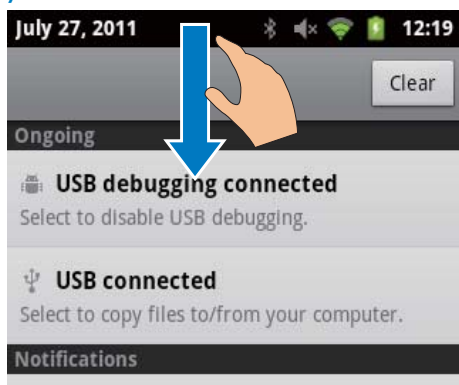 July 27, 2011 12:19
Clear
Ongoing
USB debugging connected
Select to disable USB debugging.
USB connected
Select to copy files to/from your computer.
Notifications